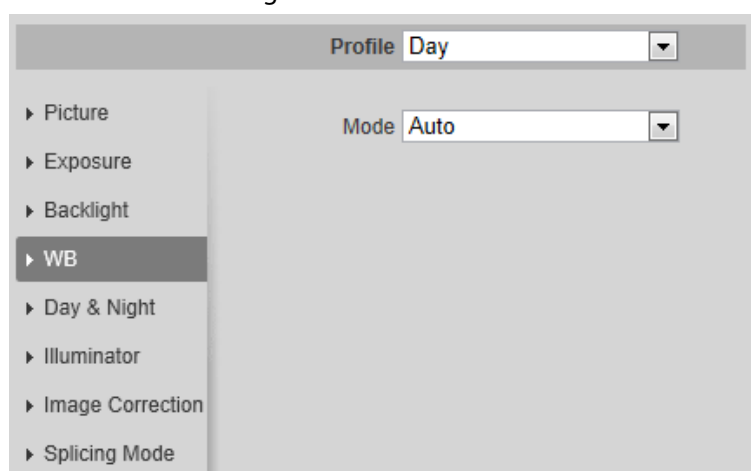 Profile Day
Mode Auto
Picture
Exposure
Backlight
WB
Day & Night
Illuminator
Image Correction
Splicing Mode